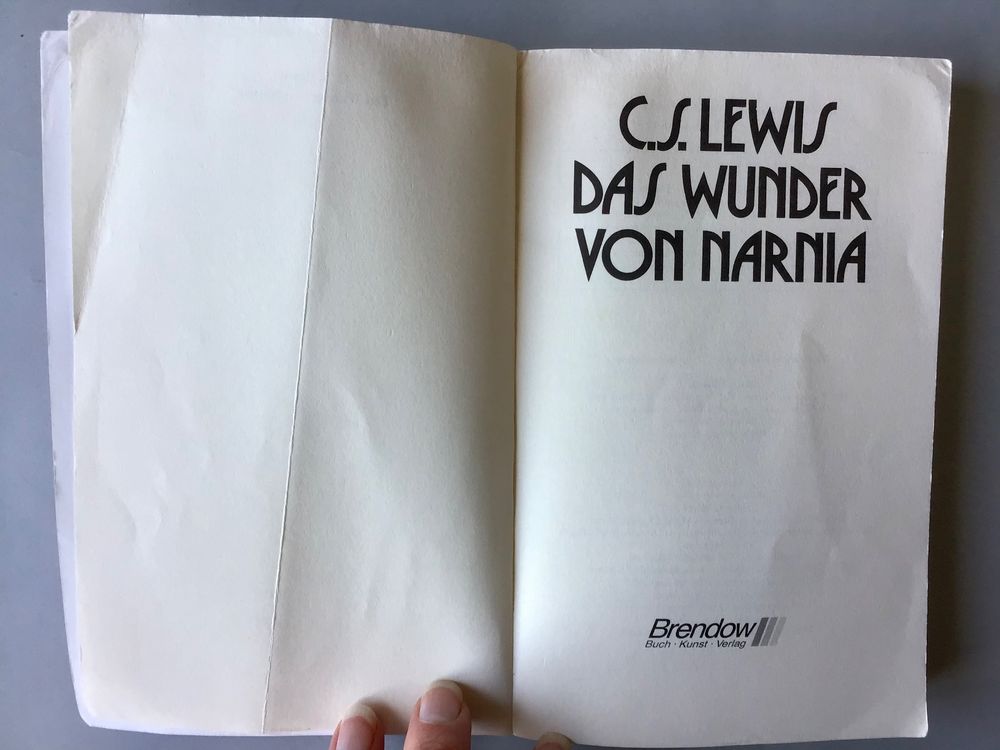 C.S. LEWIS
DAS WUNDER
VON NARNIA
Brendow
Buch · Kunst · Verlag